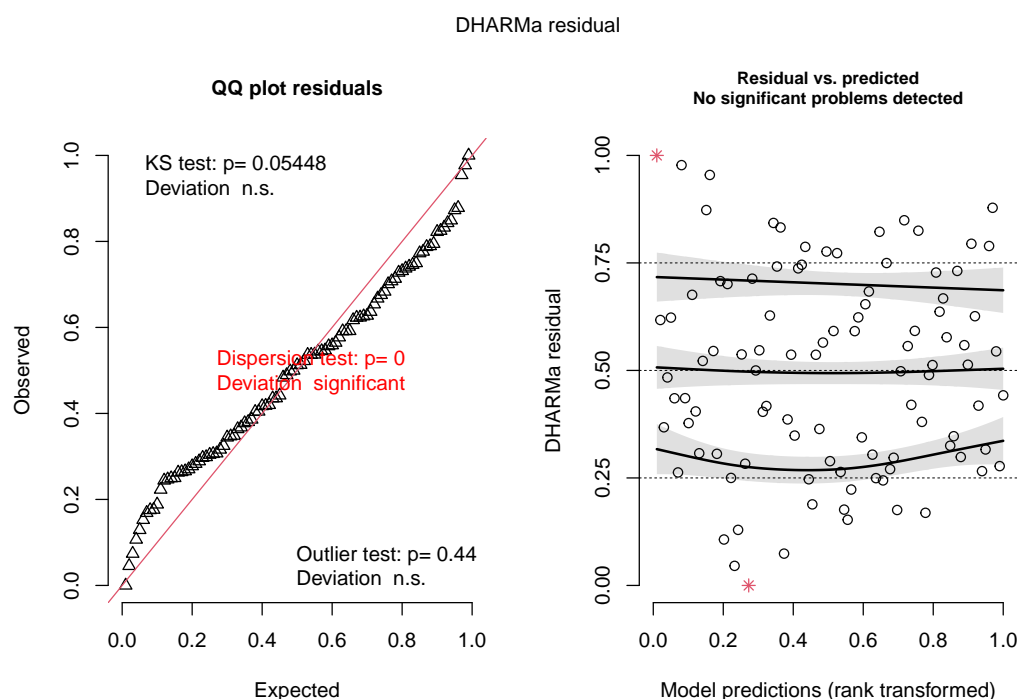 DHARMa residual
QQ plot residuals
KS test: p= 0.05448
Deviation n.s.
Dispersion test: p= 0
Deviation significant
Outlier test: p= 0.44
Deviation n.s.
Observed
0.0 0.2 0.4 0.6 0.8 1.0
0.0 0.2 0.4 0.6 0.8 1.0
Expected
Residual vs. predicted
No significant problems detected
DHARMa residual
0.00 0.25 0.50 0.75 1.00
0.0 0.2 0.4 0.6 0.8 1.0
Model predictions (rank transformed)